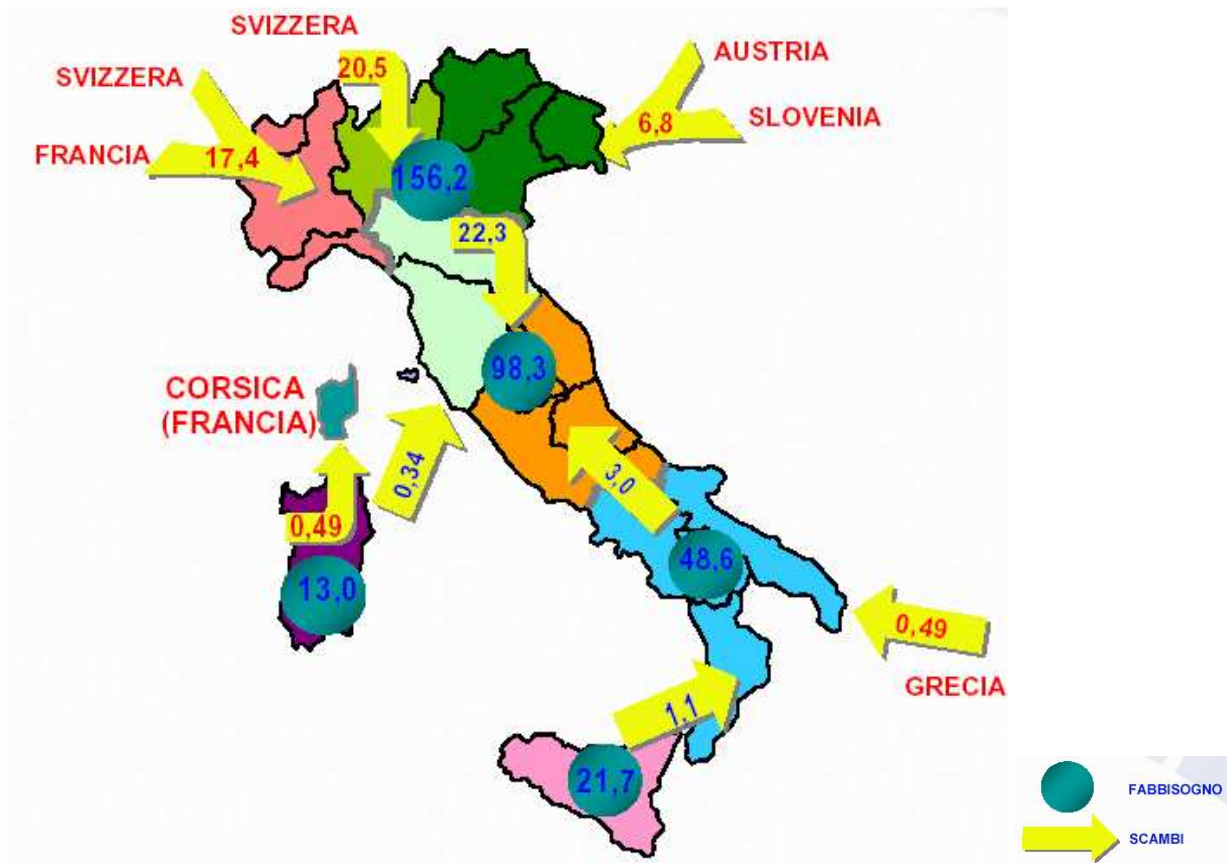 SVIZZERA
20,5
AUSTRIA
SVIZZERA
SLOVENIA
6,8
FRANCIA
17,4
156,2
22,3
98,3
CORSICA
(FRANCIA)
0,34
3,0
0,49
48,6
13,0
0,49
GRECIA
1,1
21,7
FABBISOGNO
SCAMBI